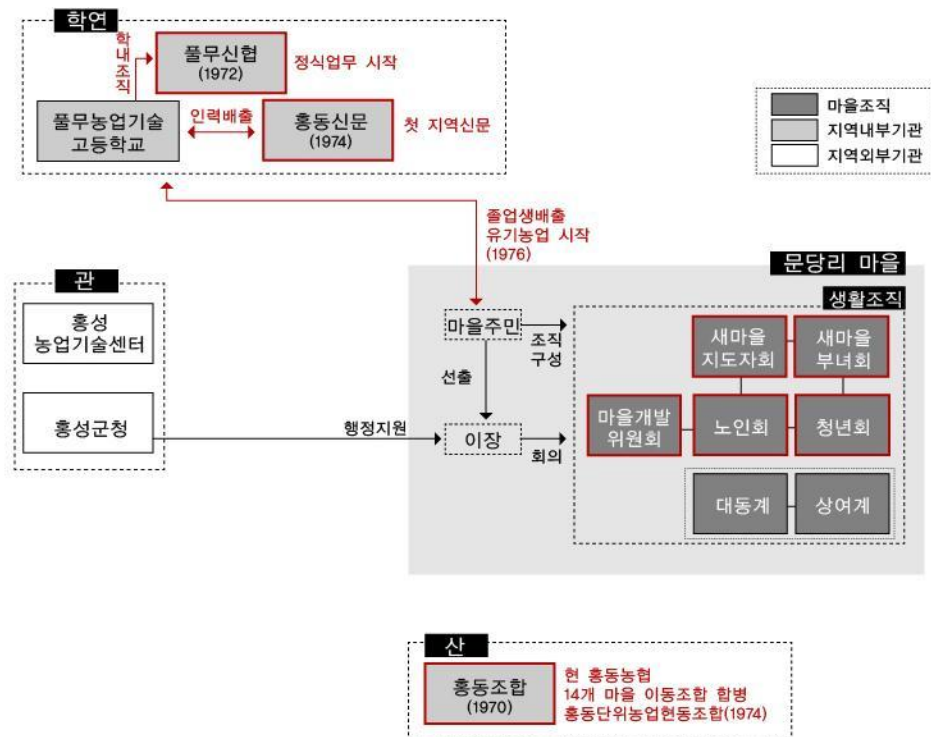 학연
학내조직
풀무신협
(1972)
정식업무 시작
풀무농업기술
고등학교
인력배출
홍동신문
(1974)
첫 지역신문
마을조직
지역내부기관
지역외부기관
졸업생배출
유기농업 시작
(1976)
관
홍성
농업기술센터
홍성군청
행정지원
문당리 마을
생활조직
마을주민
조직
구성
선출
이장
회의
새마을
지도자회
새마을
부녀회
마을개발
위원회
노인회
청년회
대동계
상여계
산
홍동조합
(1970)
현 홍동농협
14개 마을 이동조합 합병
홍동단위농업현동조합(1974)